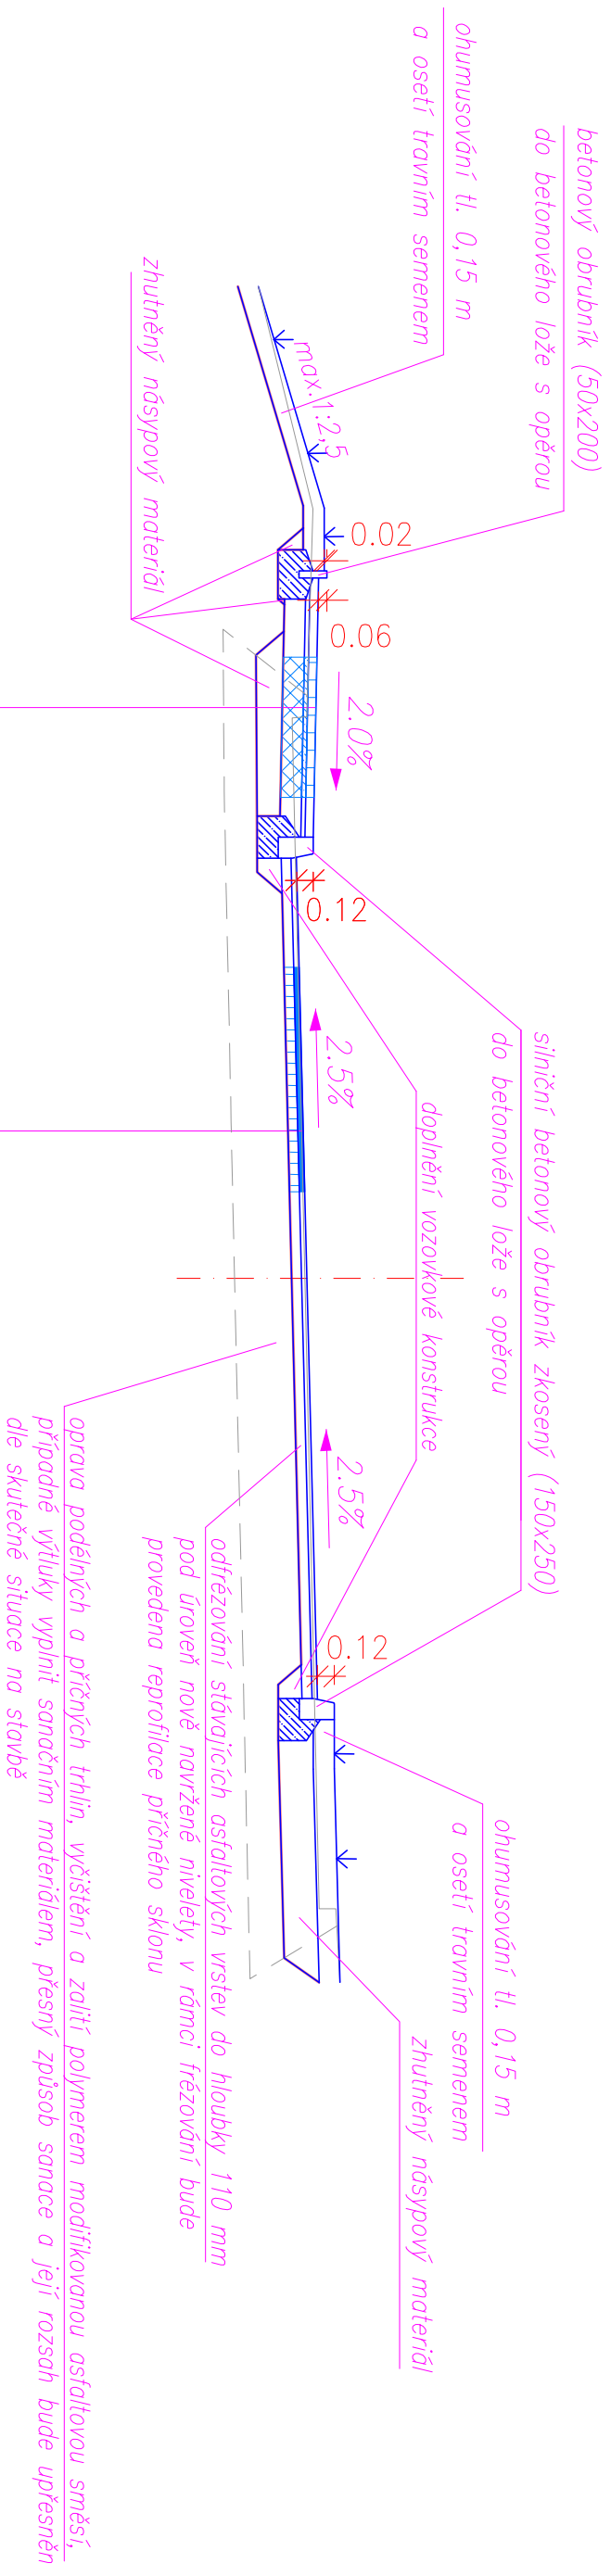 betonový obrubník (50x200)
do betonového lože s opěrou
ohumusování tl. 0,15 m
a osetí travním semenem
max.1:2,5
zhutněný násypový materiál
0.02
0.06
2.0%
0.12
2.5%
silniční betonový obrubník zkosený (150x250)
do betonového lože s opěrou
doplnění vozovkové konstrukce
2.5%
0.12
ohumusování tl. 0,15 m
a osetí travním semenem
zhutněný násypový materiál
odfrézování stávajících asfaltových vrstev do hloubky 110 mm
pod úroveň nově navržené nivelety, v rámci frézování bude
provedena reprofilace příčného sklonu
oprava podélných a příčných trhlin, vyčištění a zalití polymerem modifikovanou asfaltovou směsí,
případné výtluky vyplnit sanačním materiálem, přesný způsob sanace a její rozsah bude upřesněn
dle skutečné situace na stavbě